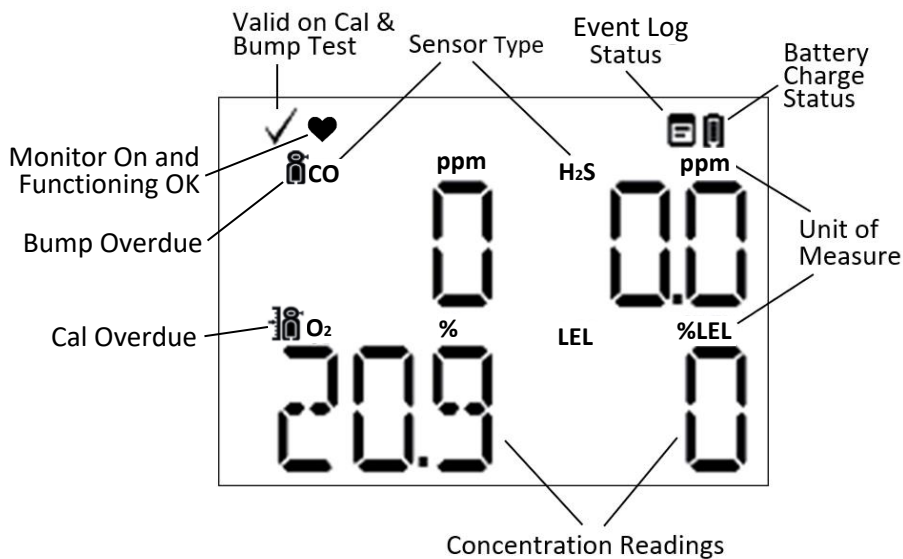 Valid on Cal &
Bump Test
Sensor Type
Event Log
Status
Battery
Charge
Status
Monitor On and
Functioning OK
CO
ppm
H₂S
ppm
0
0.0
Bump Overdue
Unit of
Measure
Cal Overdue
O₂
%
LEL
%LEL
20.9
0
Concentration Readings